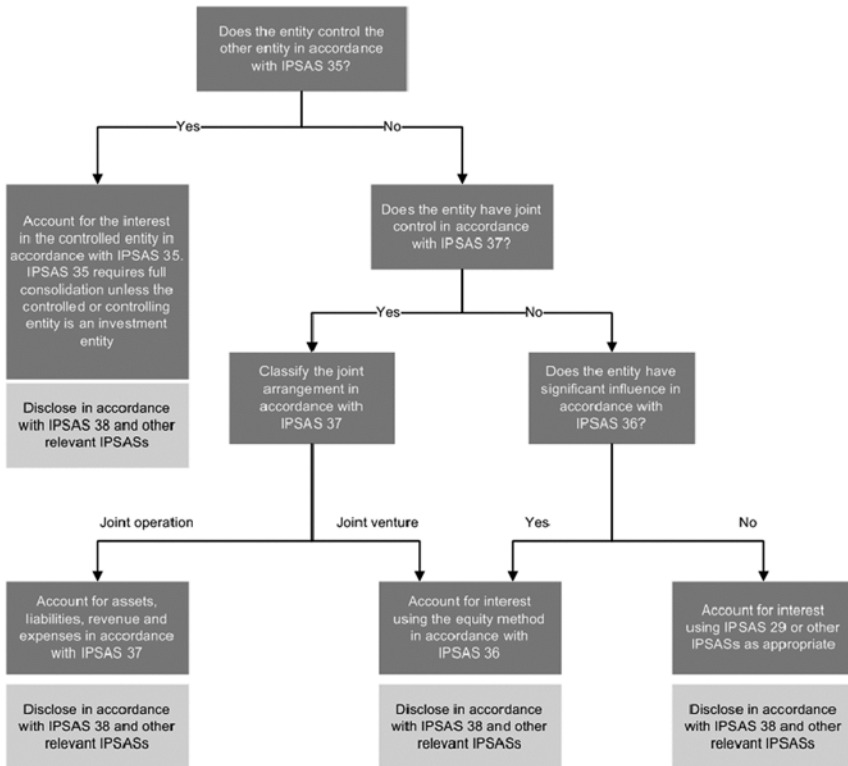 Does the entity control the
other entity in accordance
with IPSAS 35?
Yes
No
Account for the interest
in the controlled entity in
accordance with IPSAS 35.
IPSAS 35 requires full
consolidation unless the
controlled or controlling
entity is an investment
entity
Disclose in accordance
with IPSAS 38 and other
relevant IPSASs
Does the entity have joint
control in accordance
with IPSAS 37?
Yes
No
Classify the joint
arrangement in
accordance with
IPSAS 37
Does the entity have
significant influence in
accordance with
IPSAS 36?
Joint operation
Joint venture
Yes
No
Account for assets,
liabilities, revenue and
expenses in accordance
with IPSAS 37
Disclose in accordance
with IPSAS 38 and other
relevant IPSASs
Account for interest
using the equity method
in accordance with
IPSAS 36
Disclose in accordance
with IPSAS 38 and other
relevant IPSASs
Account for interest
using IPSAS 29 or other
IPSASs as appropriate
Disclose in accordance
with IPSAS 38 and other
relevant IPSASs